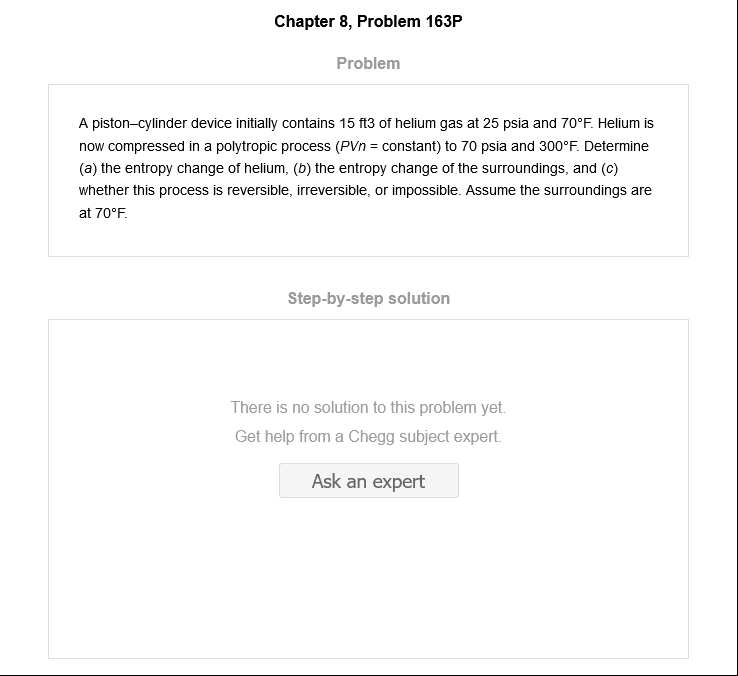 Chapter 8, Problem 163P
Problem
A piston–cylinder device initially contains 15 ft3 of helium gas at 25 psia and 70°F. Helium is
now compressed in a polytropic process (PVn = constant) to 70 psia and 300°F. Determine
(a) the entropy change of helium, (b) the entropy change of the surroundings, and (c)
whether this process is reversible, irreversible, or impossible. Assume the surroundings are
at 70°F.
Step-by-step solution
There is no solution to this problem yet.
Get help from a Chegg subject expert.
Ask an expert